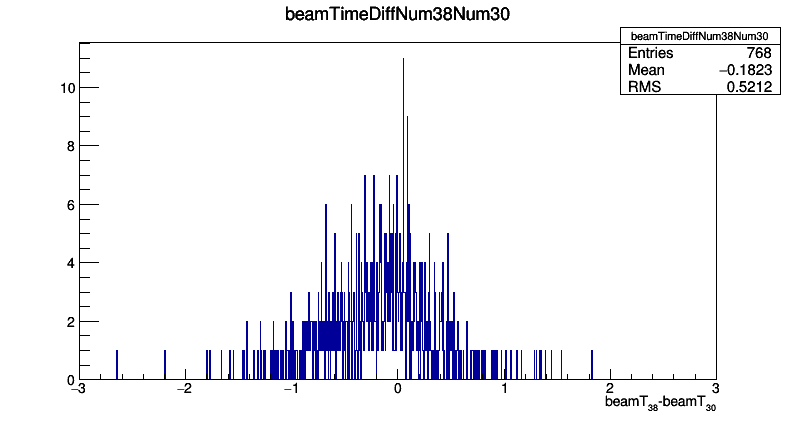 beamTimeDiffNum38Num30
beamTimeDiffNum38Num30
Entries 768
Mean −0.1823
RMS 0.5212
10
8
6
4
2
0
−3 −2 −1 0 1 2 3
beamT38-beamT30